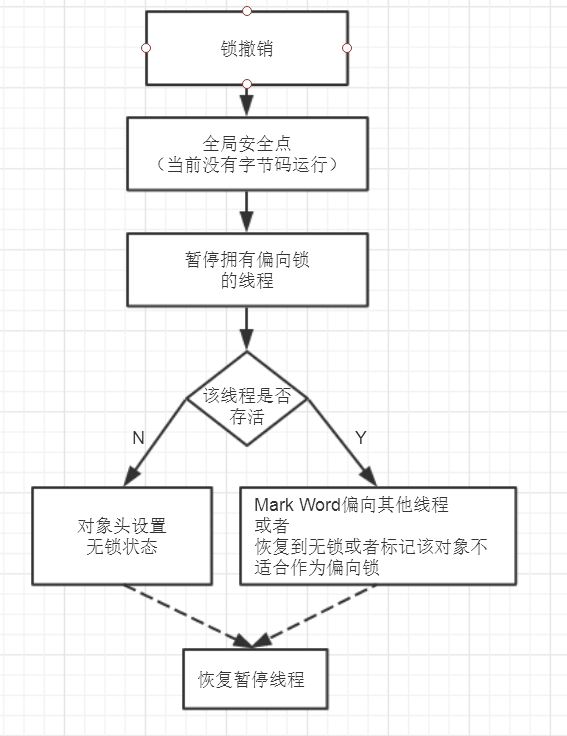 锁撤销
全局安全点
（当前没有字节码运行）
暂停拥有偏向锁
的线程
该线程是否
存活
N
Y
对象头设置
无锁状态
Mark Word偏向其他线程
或者
恢复到无锁或者标记该对象不
适合作为偏向锁
恢复暂停线程